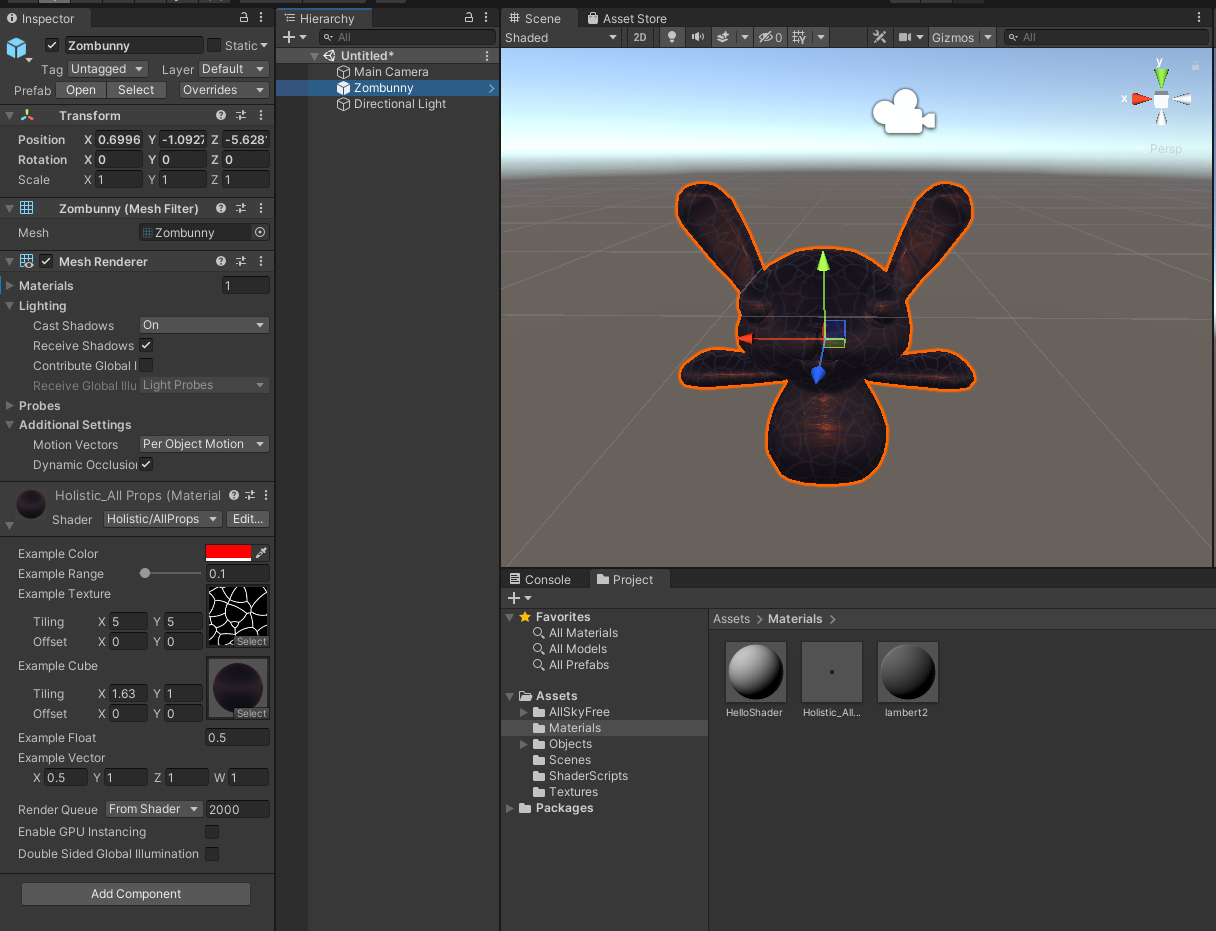 Inspector
Zombunny
Static
Tag Untagged Layer Default
Prefab Open Select Overrides
Transform
Position X 0.6996 Y -1.0927 Z -5.628
Rotation X 0 Y 0 Z 0
Scale X 1 Y 1 Z 1
Zombunny (Mesh Filter)
Mesh Zombunny
Mesh Renderer
Materials 1
Lighting
Cast Shadows On
Receive Shadows
Contribute Global I
Receive Global Illu Light Probes
Probes
Additional Settings
Motion Vectors Per Object Motion
Dynamic Occlusion
Holistic_All Props (Material
Shader Holistic/AllProps Edit...
Example Color
Example Range 0.1
Example Texture
Tiling X 5 Y 5
Offset X 0 Y 0
Select
Example Cube
Tiling X 1.63 Y 1
Offset X 0 Y 0
Select
Example Float 0.5
Example Vector
X 0.5 Y 1 Z 1 W 1
Render Queue From Shader 2000
Enable GPU Instancing
Double Sided Global Illumination
Add Component
Hierarchy
All
Untitled*
Main Camera
Zombunny
Directional Light
Scene Asset Store
Shaded 2D 0 Gizmos All
y
x
Persp
Console Project
Favorites
All Materials
All Models
All Prefabs
Assets
AllSkyFree
Materials
Objects
Scenes
ShaderScripts
Textures
Packages
Assets > Materials >
HelloShader Holistic_All... lambert2